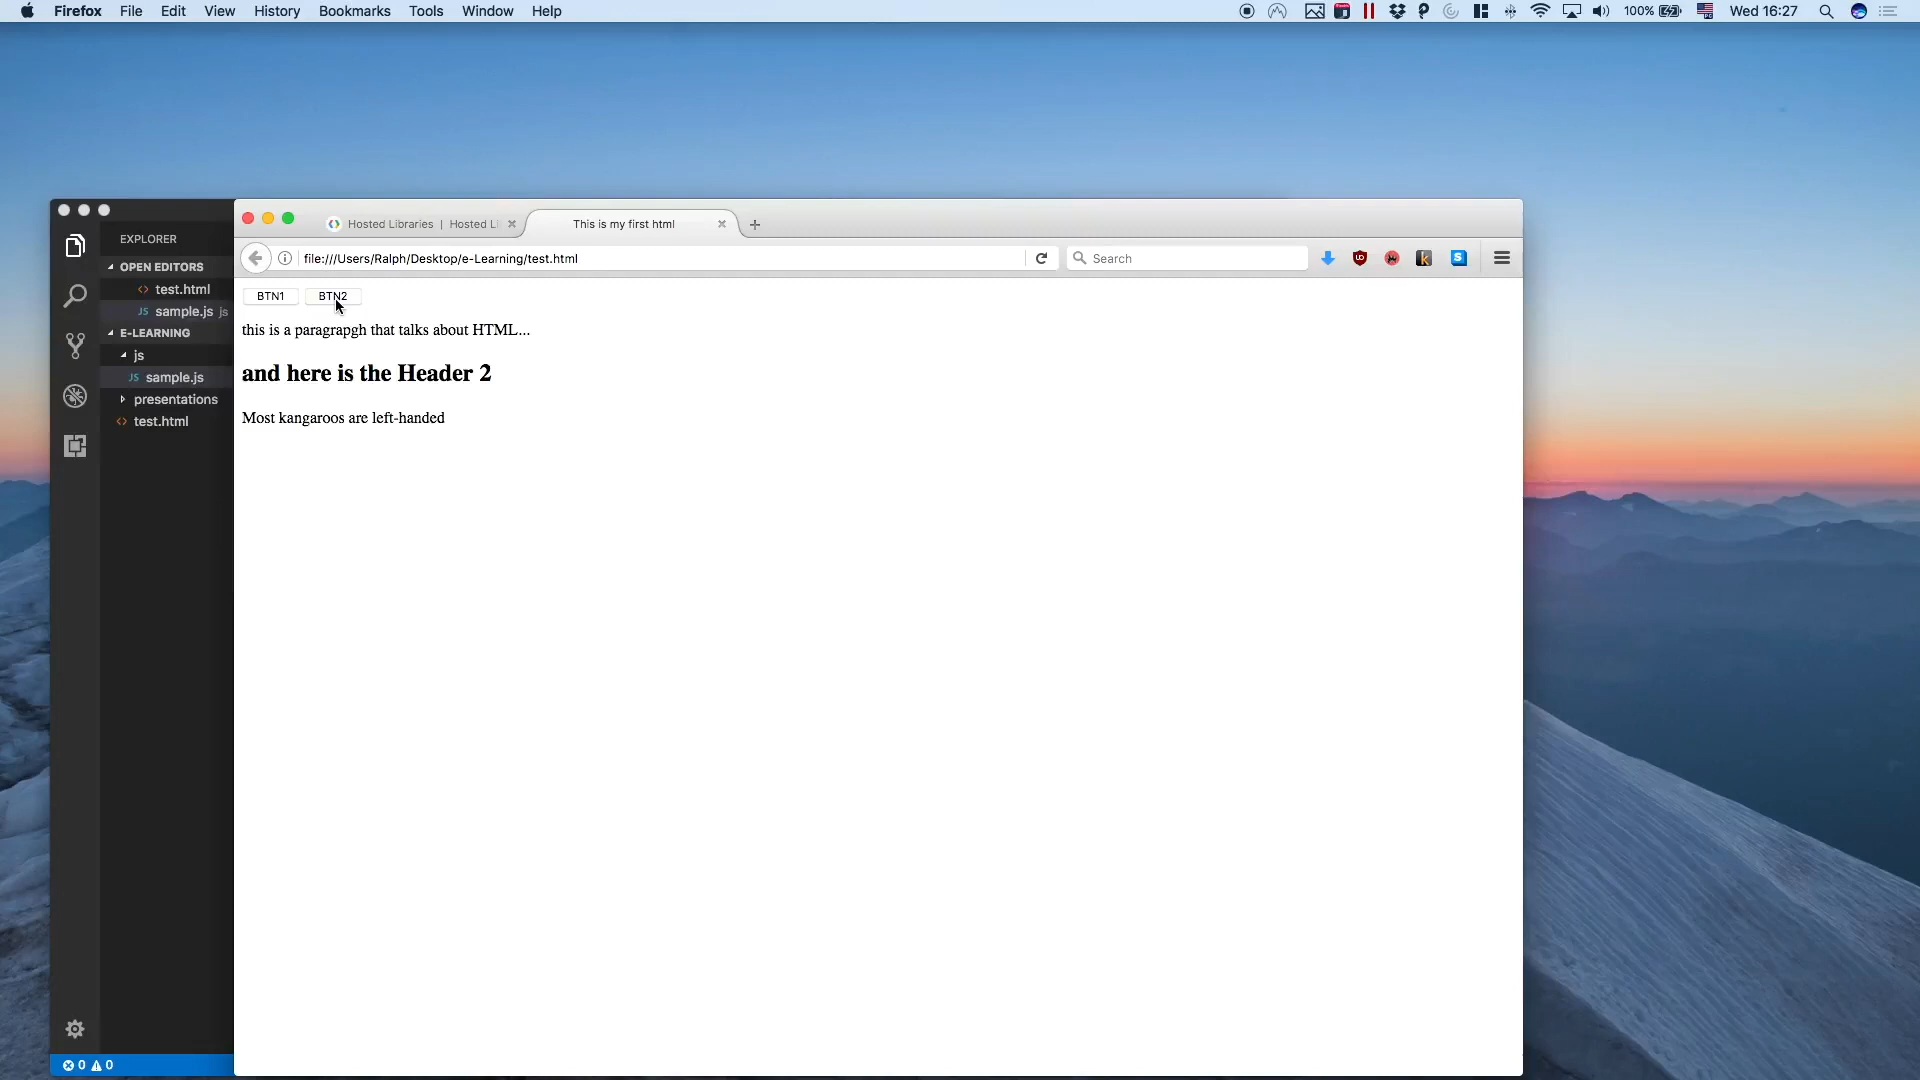 Firefox File Edit View History Bookmarks Tools Window Help 100% Wed 16:27
Hosted Libraries | Hosted Li This is my first html
EXPLORER
file:///Users/Ralph/Desktop/e-Learning/test.html Search
OPEN EDITORS
test.html
BTN1 BTN2
JS sample.js js
this is a paragrapgh that talks about HTML...
E-LEARNING
js
and here is the Header 2
JS sample.js
presentations
Most kangaroos are left-handed
test.html
0 0